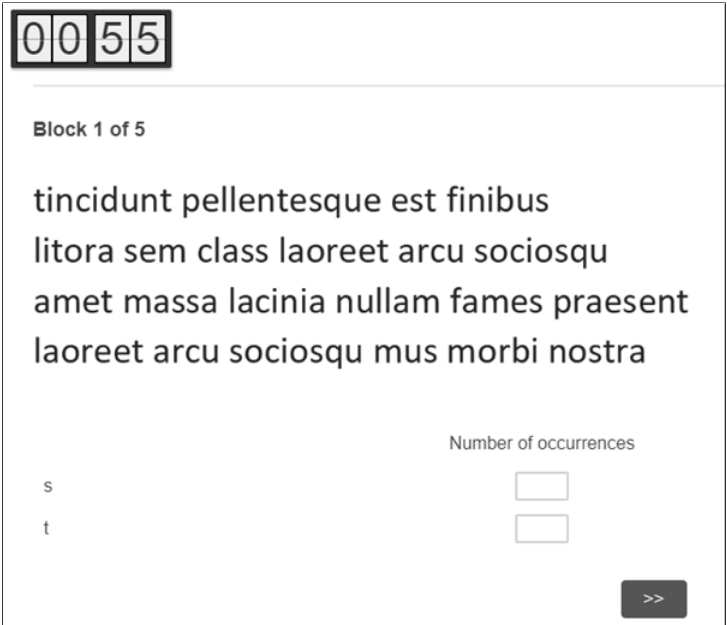 0055
Block 1 of 5
tincidunt pellentesque est finibus
litora sem class laoreet arcu sociosqu
amet massa lacinia nullam fames praesent
laoreet arcu sociosqu mus morbi nostra
Number of occurrences
s
t
>>